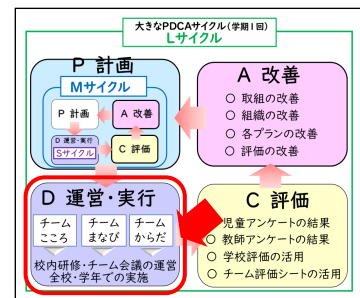 大きなPDCAサイクル(学期1回)
Lサイクル
P 計画
Mサイクル
P 計画
A 改善
D 運営・実行
Sサイクル
C 評価
A 改善
○ 取組の改善
○ 組織の改善
○ 各プランの改善
○ 評価の改善
D 運営・実行
チーム
こころ
チーム
まなび
チーム
からだ
校内研修・チーム会議の運営
全校・学年での実施
C 評価
児童アンケートの結果
○ 教師アンケートの結果
○ 学校評価の活用
○ チーム評価シートの活用